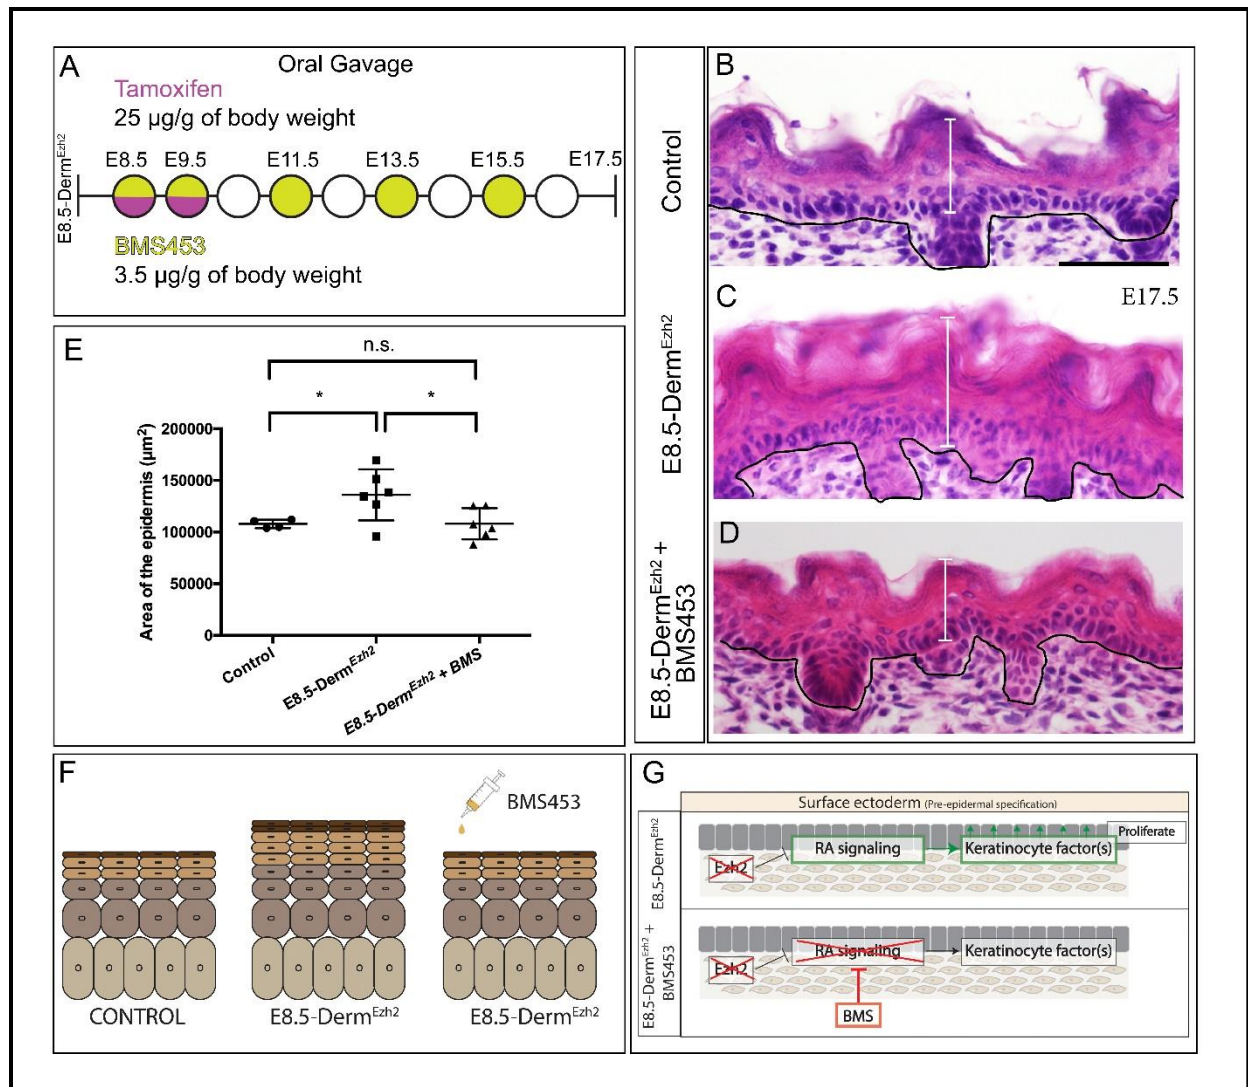 A
Oral Gavage
Tamoxifen
25 µg/g of body weight
E8.5 E9.5 E11.5 E13.5 E15.5 E17.5
E8.5-Derm^Ezh2
BMS453
3.5 µg/g of body weight
Control
B
E8.5-Derm^Ezh2
C
E17.5
E8.5-Derm^Ezh2 +
BMS453
D
E
n.s.
* *
Area of the epidermis (µm²)
200000
150000
100000
50000
0
Control
E8.5-Derm^Ezh2
E8.5-Derm^Ezh2 + BMS
F
BMS453
CONTROL
E8.5-Derm^Ezh2
E8.5-Derm^Ezh2
G
Surface ectoderm (Pre-epidermal specification)
E8.5-Derm^Ezh2
Proliferate
Ezh2
RA signaling
Keratinocyte factor(s)
E8.5-Derm^Ezh2 +
BMS453
Ezh2
RA signaling
Keratinocyte factor(s)
BMS